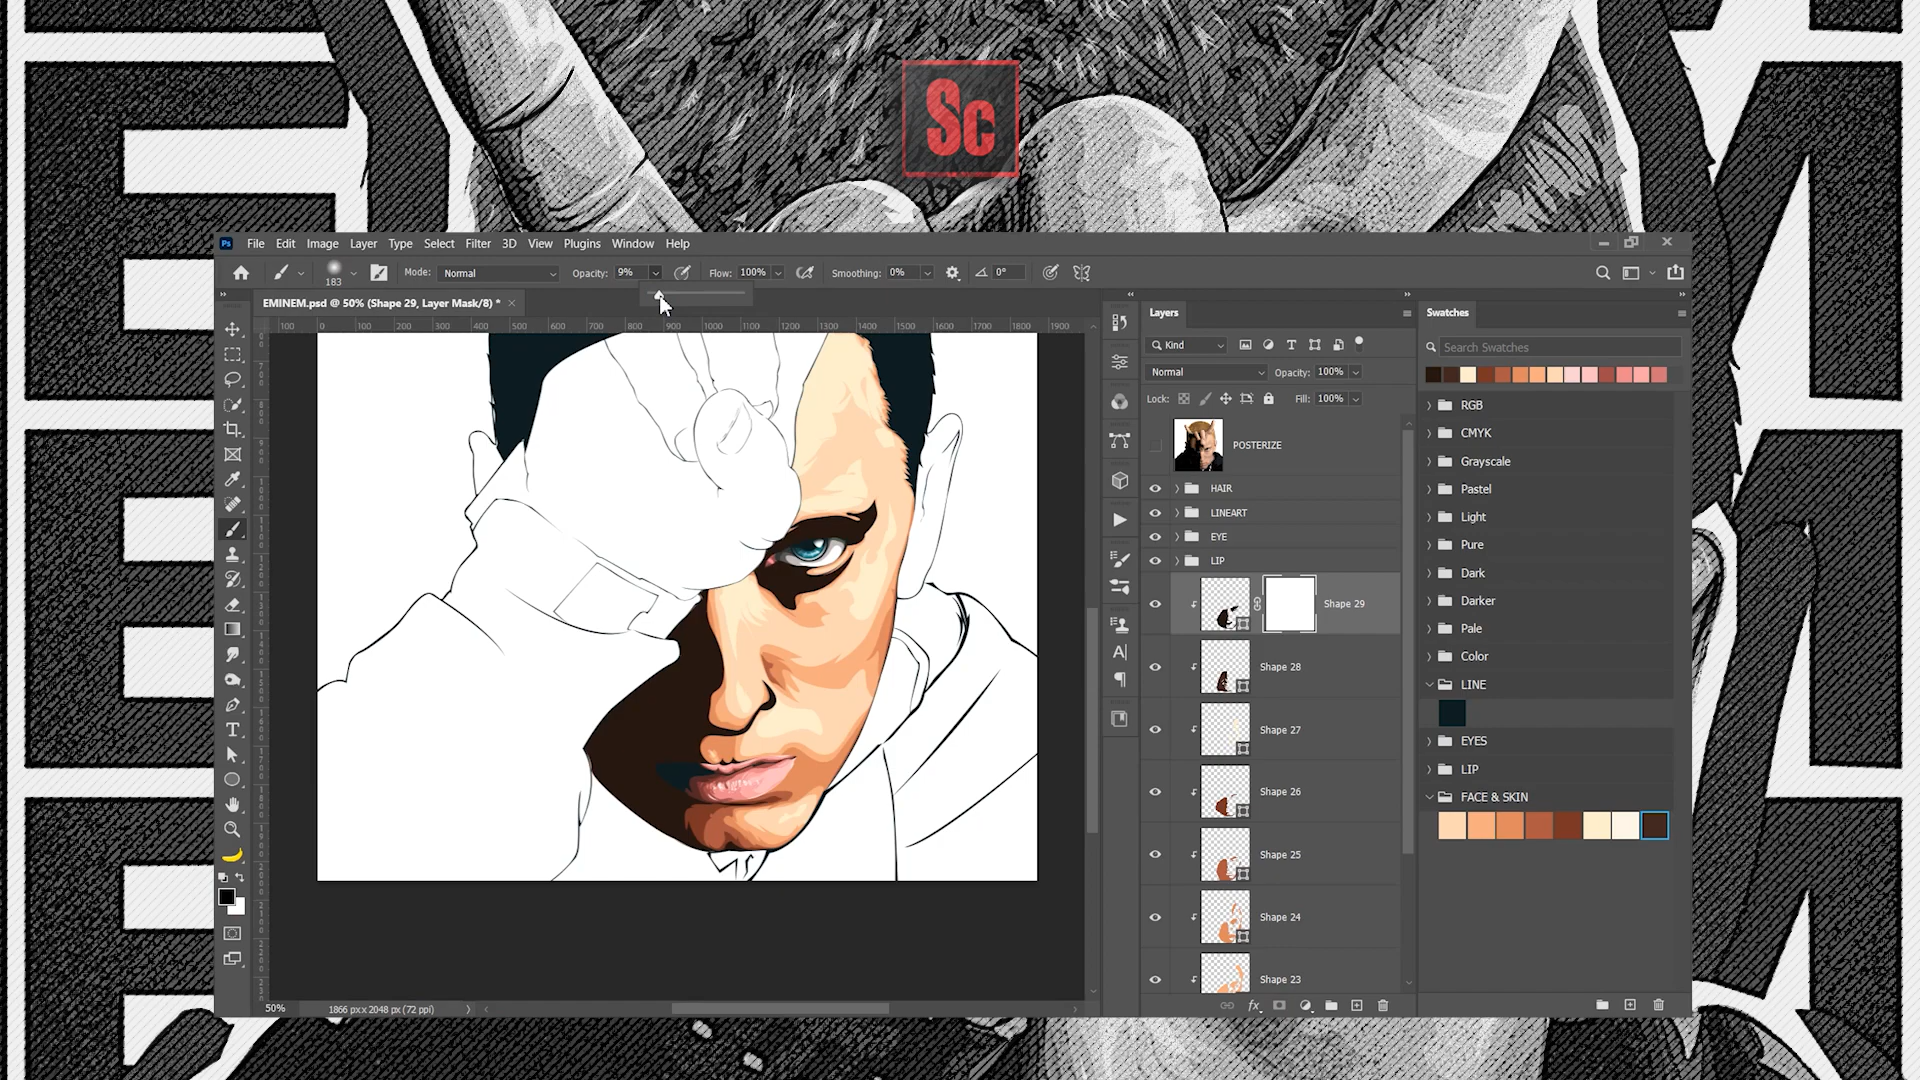 Sc
Ps File Edit Image Layer Type Select Filter 3D View Plugins Window Help
183 Mode: Normal Opacity: 9% Flow: 100% Smoothing: 0% 0°
EMINEM.psd @ 50% (Shape 29, Layer Mask/8) *
100 0 100 200 300 400 500 600 700 800 900 1000 1100 1200 1300 1400 1500 1600 1700 1800 1900
Layers
Kind
Normal Opacity: 100%
Lock: Fill: 100%
POSTERIZE
HAIR
LINEART
EYE
LIP
Shape 29
Shape 28
Shape 27
Shape 26
Shape 25
Shape 24
Shape 23
fx
Swatches
Search Swatches
RGB
CMYK
Grayscale
Pastel
Light
Pure
Dark
Darker
Pale
Color
LINE
EYES
LIP
FACE & SKIN
50% 1866 px x 2048 px (72 ppi)